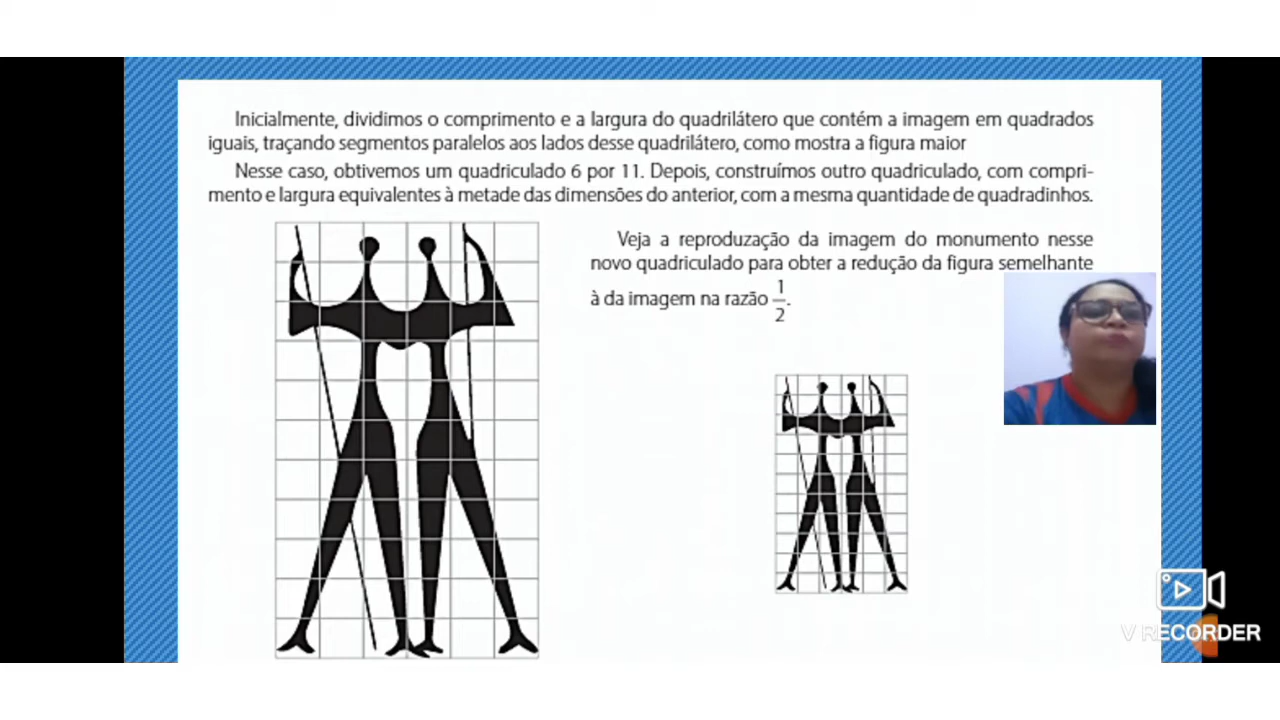 Inicialmente, dividimos o comprimento e a largura do quadrilátero que contém a imagem em quadrados
iguais, traçando segmentos paralelos aos lados desse quadrilátero, como mostra a figura maior
Nesse caso, obtivemos um quadriculado 6 por 11. Depois, construímos outro quadriculado, com compri-
mento e largura equivalentes à metade das dimensões do anterior, com a mesma quantidade de quadradinhos.
Veja a reproduzação da imagem do monumento nesse
novo quadriculado para obter a redução da figura semelhante
à da imagem na razão 1/2.
V RECORDER